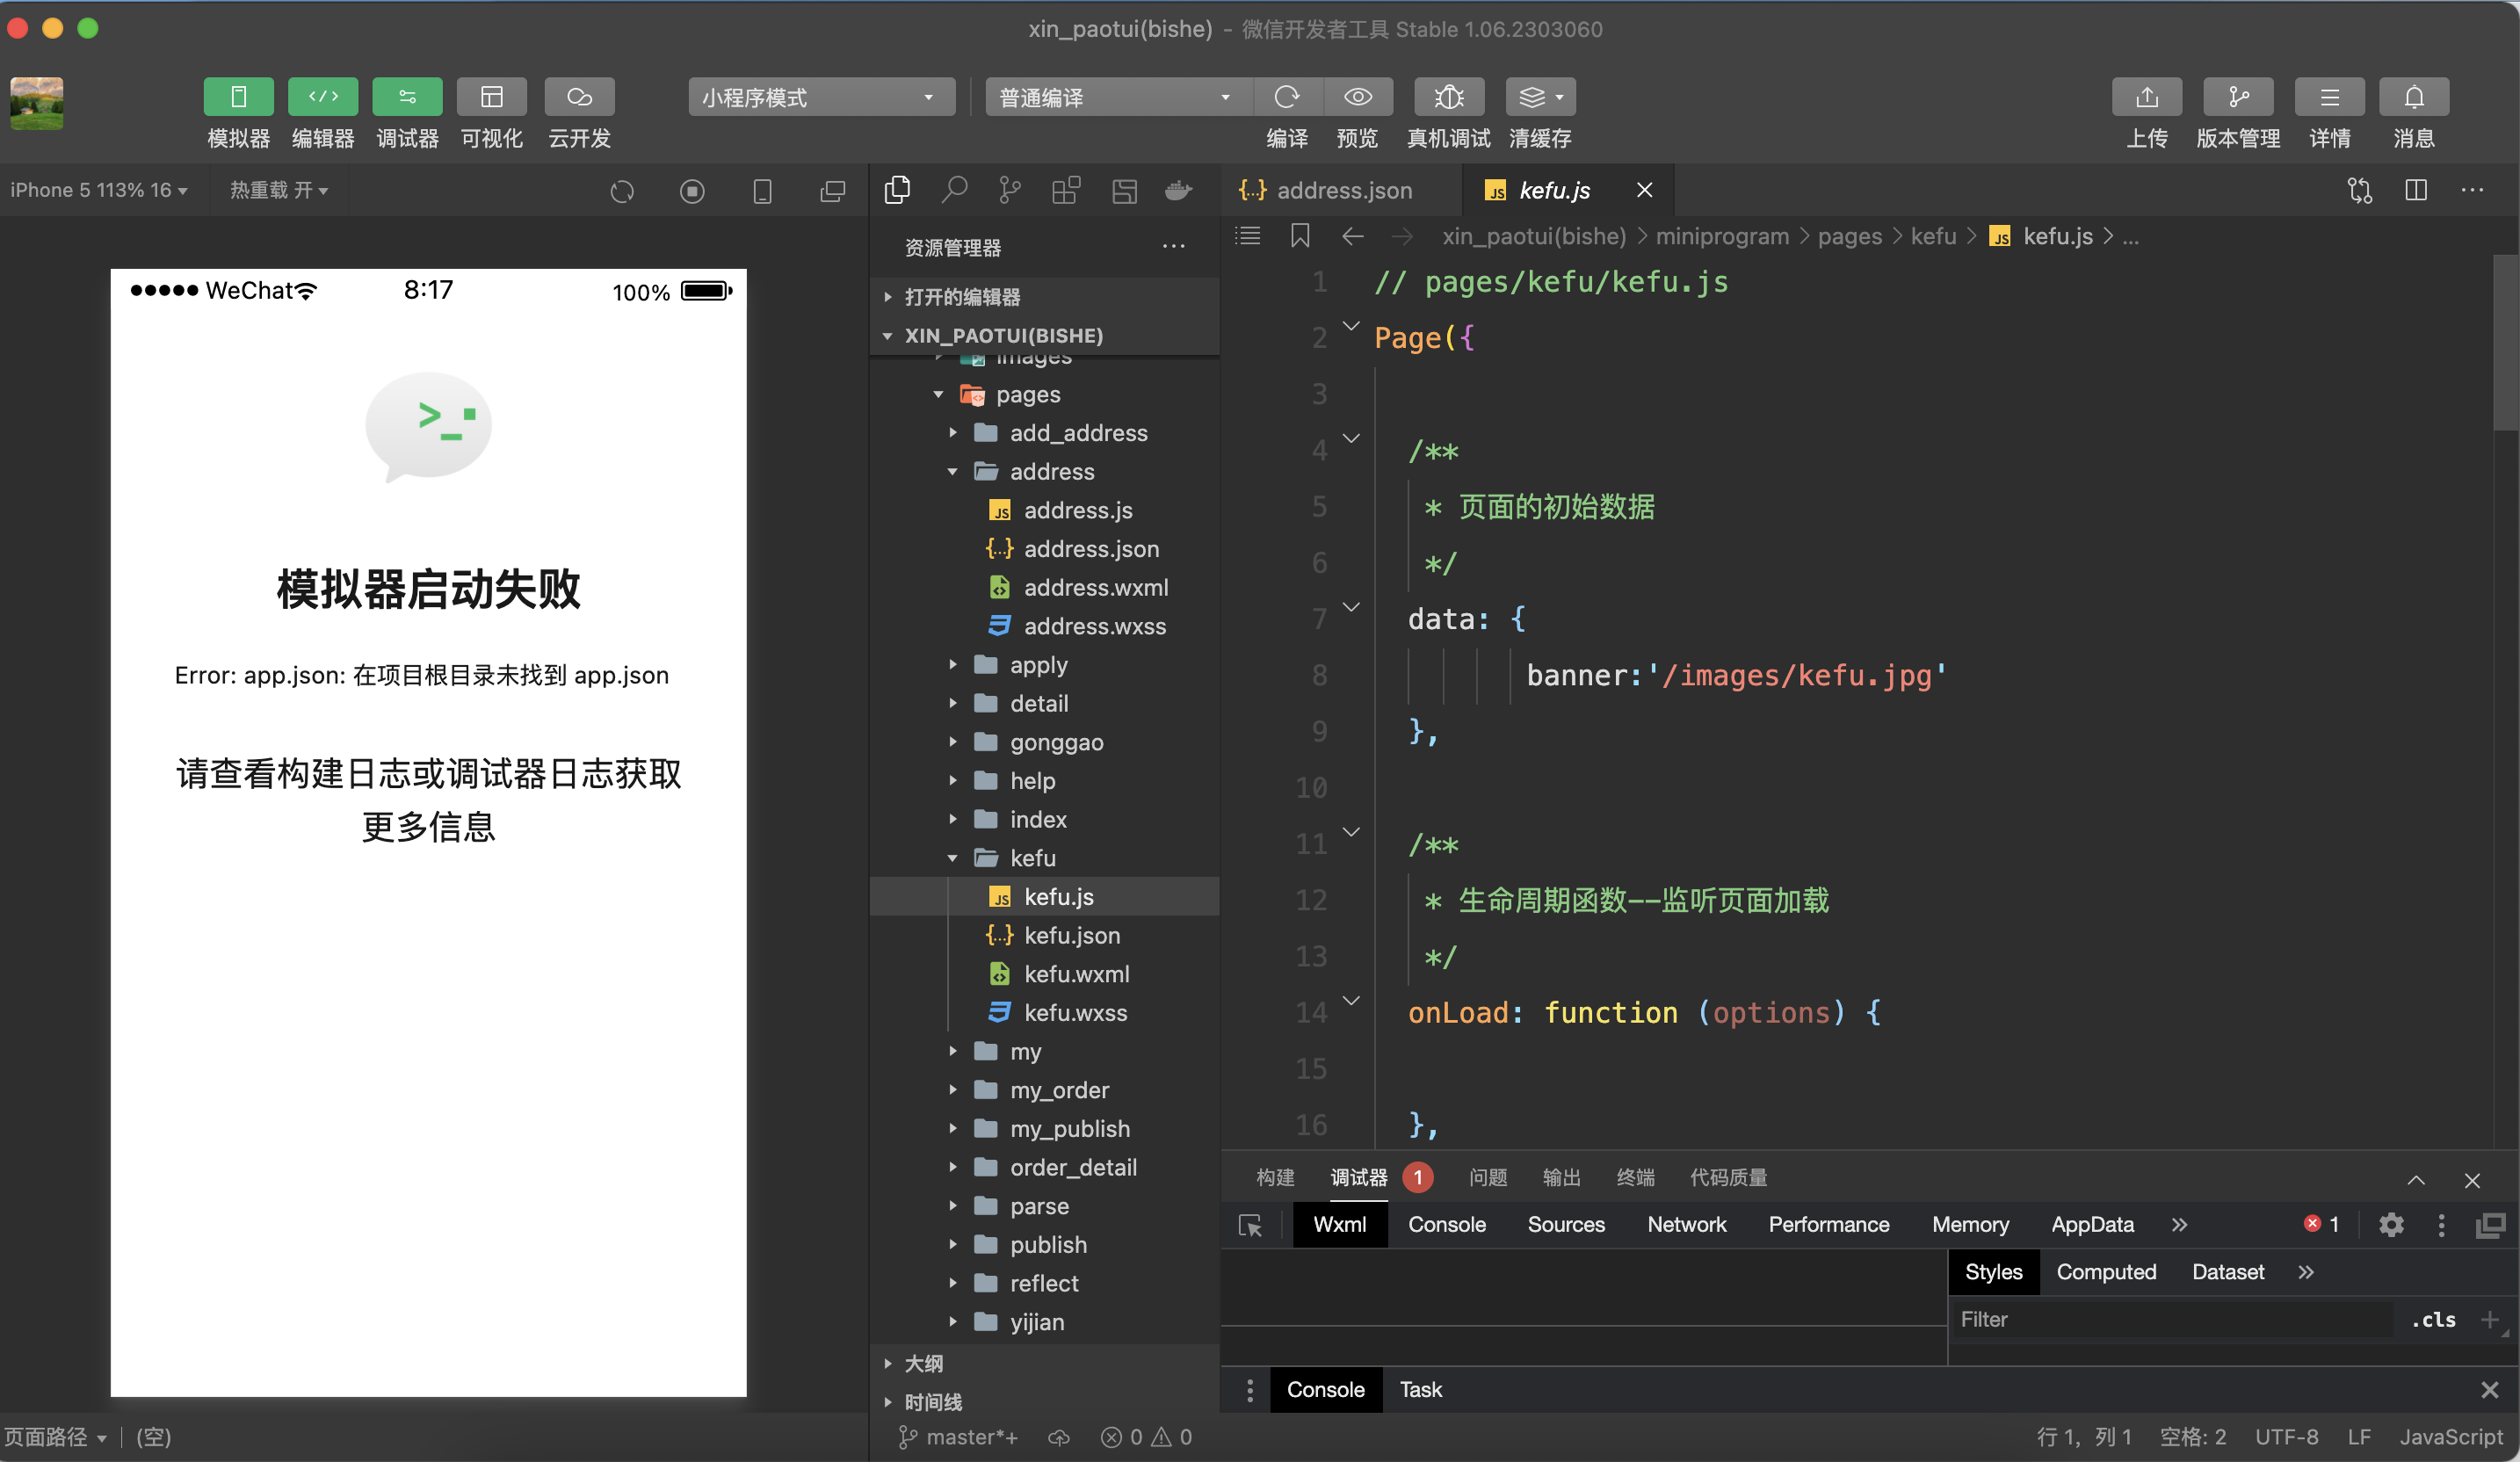 xin_paotui(bishe) - 微信开发者工具 Stable 1.06.2303060
模拟器
编辑器
调试器
可视化
云开发
小程序模式
普通编译
编译
预览
真机调试
清缓存
上传
版本管理
详情
消息
iPhone 5 113% 16
热重载 开
WeChat
8:17
100%
模拟器启动失败
Error: app.json: 在项目根目录未找到 app.json
请查看构建日志或调试器日志获取
更多信息
页面路径
(空)
资源管理器
打开的编辑器
XIN_PAOTUI(BISHE)
images
pages
add_address
address
address.js
address.json
address.wxml
address.wxss
apply
detail
gonggao
help
index
kefu
kefu.js
kefu.json
kefu.wxml
kefu.wxss
my
my_order
my_publish
order_detail
parse
publish
reflect
yijian
大纲
时间线
master*+
0
0
address.json
kefu.js
xin_paotui(bishe) > miniprogram > pages > kefu > kefu.js > ...
1 // pages/kefu/kefu.js
2 Page({
3
4 /**
5 * 页面的初始数据
6 */
7 data: {
8 banner:'/images/kefu.jpg'
9 },
10
11 /**
12 * 生命周期函数--监听页面加载
13 */
14 onLoad: function (options) {
15
16 },
构建
调试器
1
问题
输出
终端
代码质量
Wxml
Console
Sources
Network
Performance
Memory
AppData
1
Styles
Computed
Dataset
Filter
.cls
Console
Task
行 1, 列 1
空格: 2
UTF-8
LF
JavaScript